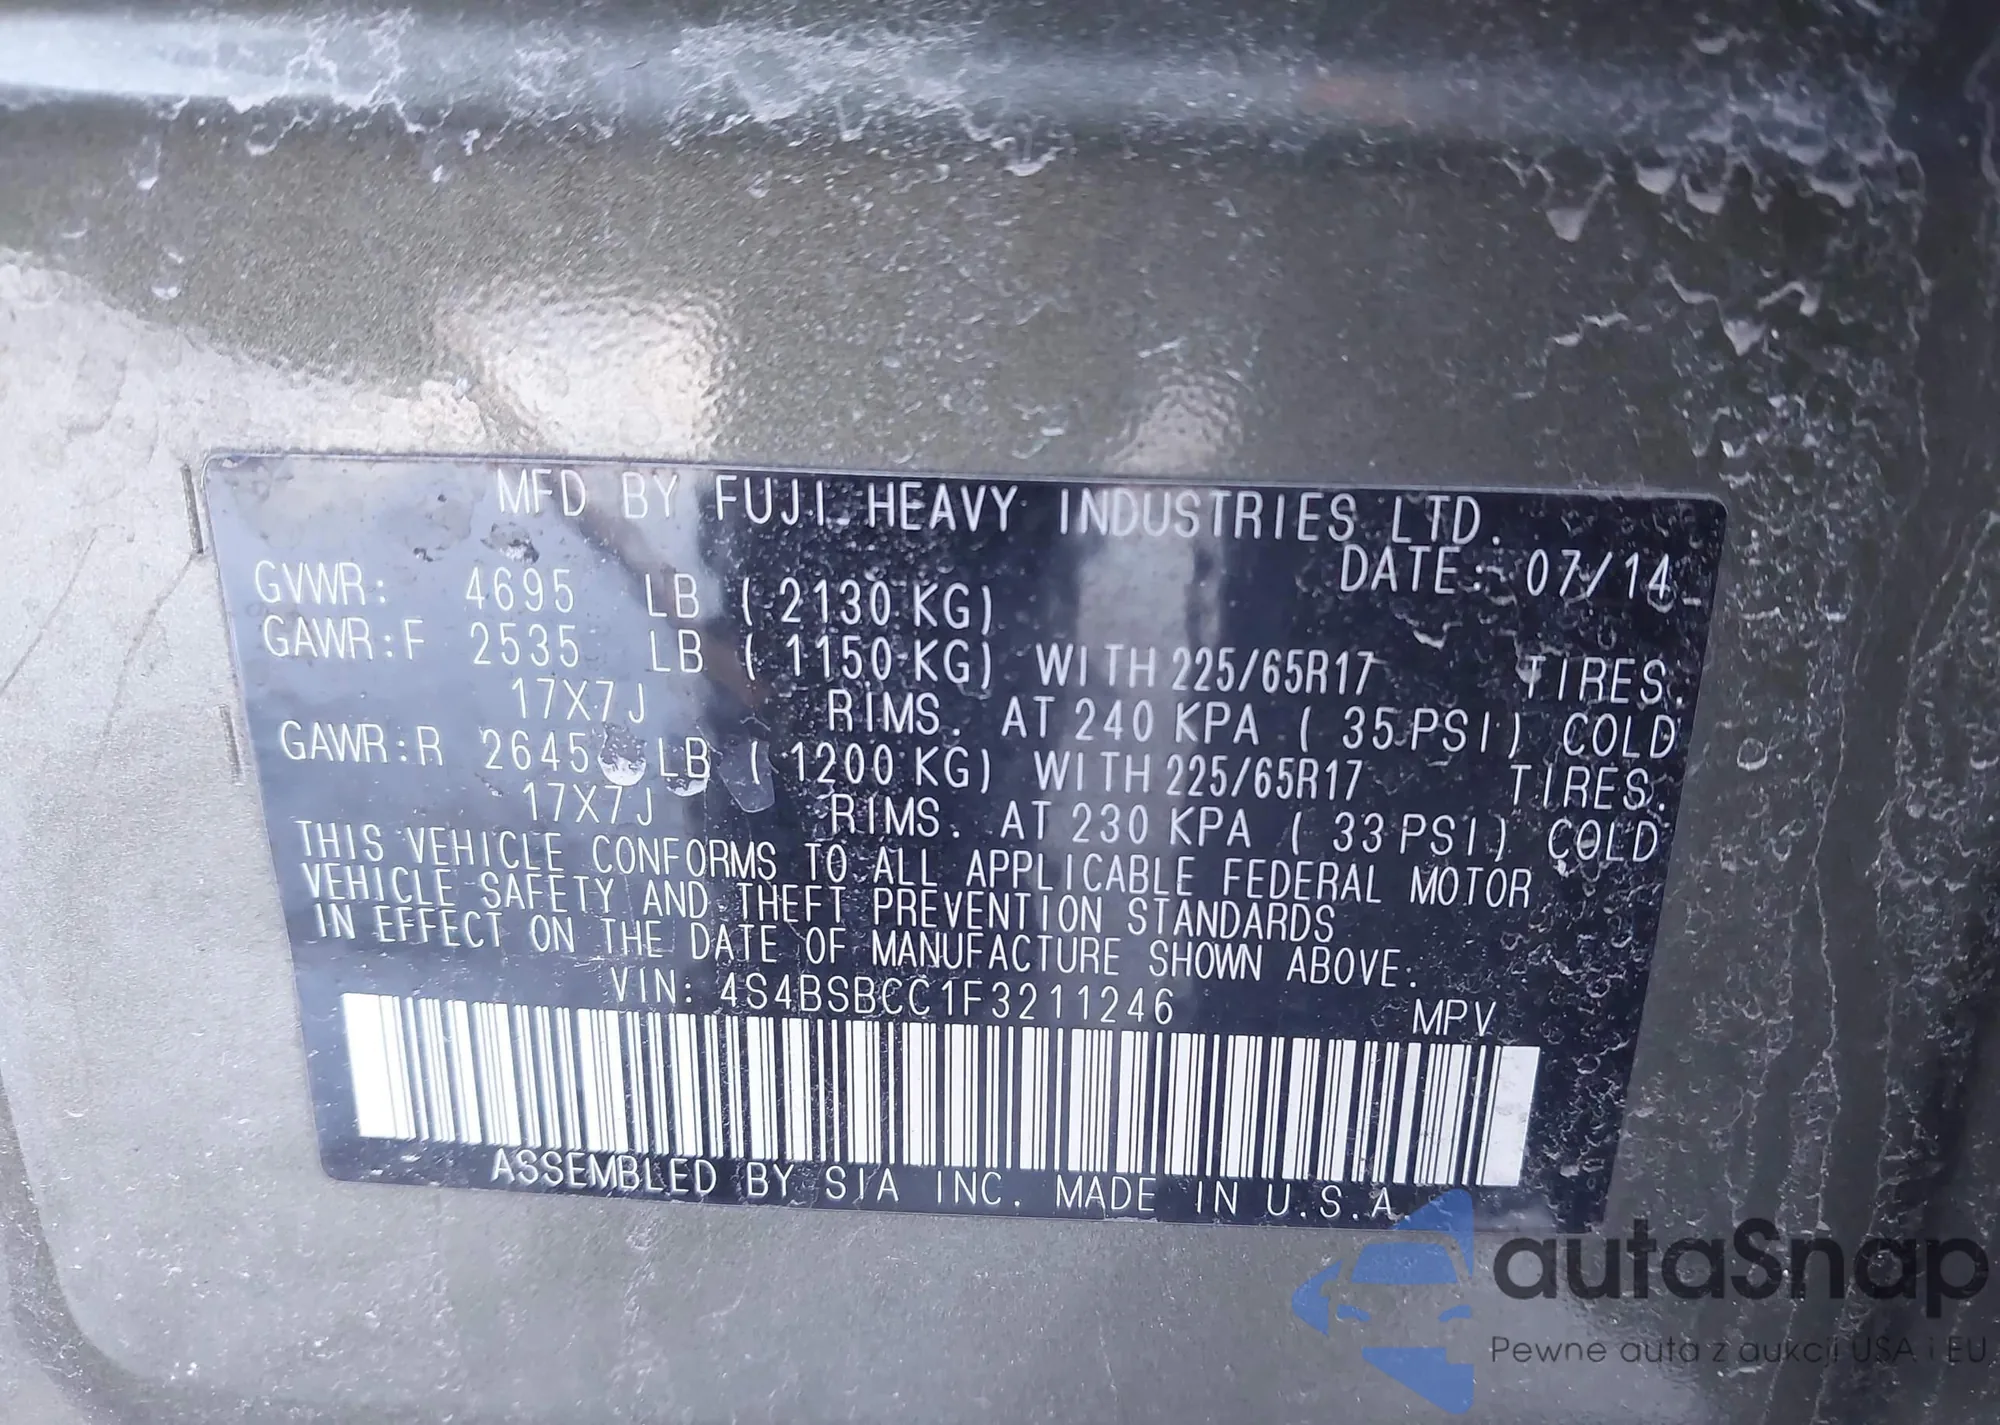 MFD BY FUJI HEAVY INDUSTRIES LTD.
DATE: 07/14
GVWR: 4695 LB ( 2130 KG)
GAWR:F 2535 LB ( 1150 KG) WITH 225/65R17 TIRES.
17X7J RIMS. AT 240 KPA ( 35 PSI) COLD
GAWR:R 2645 LB ( 1200 KG) WITH 225/65R17 TIRES.
17X7J RIMS. AT 230 KPA ( 33 PSI) COLD
THIS VEHICLE CONFORMS TO ALL APPLICABLE FEDERAL MOTOR
VEHICLE SAFETY AND THEFT PREVENTION STANDARDS
IN EFFECT ON THE DATE OF MANUFACTURE SHOWN ABOVE.
VIN: 4S4BSBCC1F3211246 MPV
ASSEMBLED BY SIA INC. MADE IN U.S.A.
autaSnap
Pewne auta z aukcji USA i EU